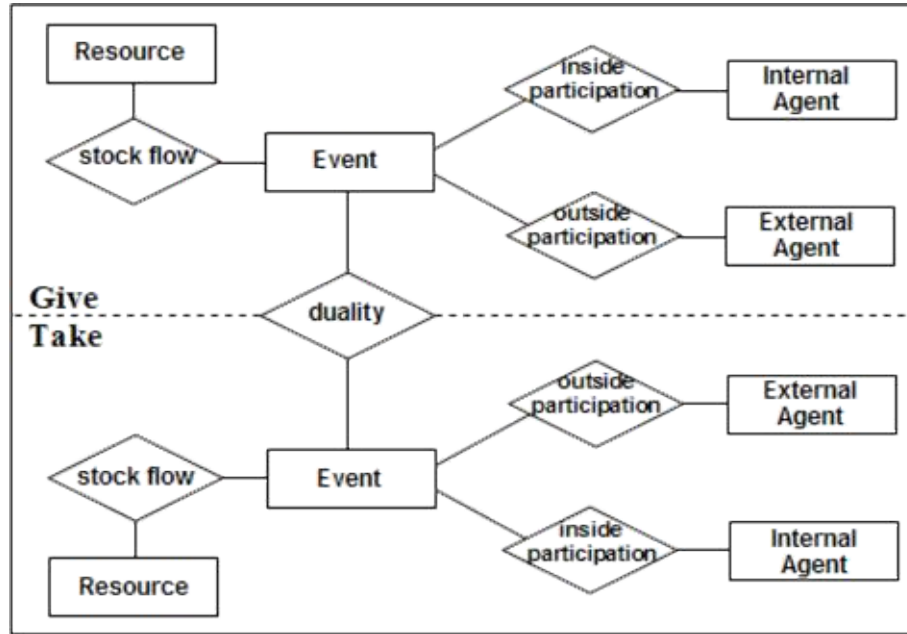 Resource
inside
participation
Internal
Agent
stock flow
Event
outside
participation
External
Agent
Give
duality
Take
outside
participation
External
Agent
stock flow
Event
inside
participation
Internal
Agent
Resource